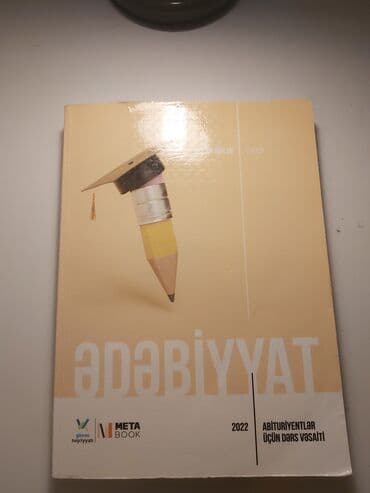 ƏDƏBİYYAT
güvən
nəşriyyatı
META
BOOK
2022
ABİTURİYENTLƏR
ÜÇÜN DƏRS VƏSAİTİ